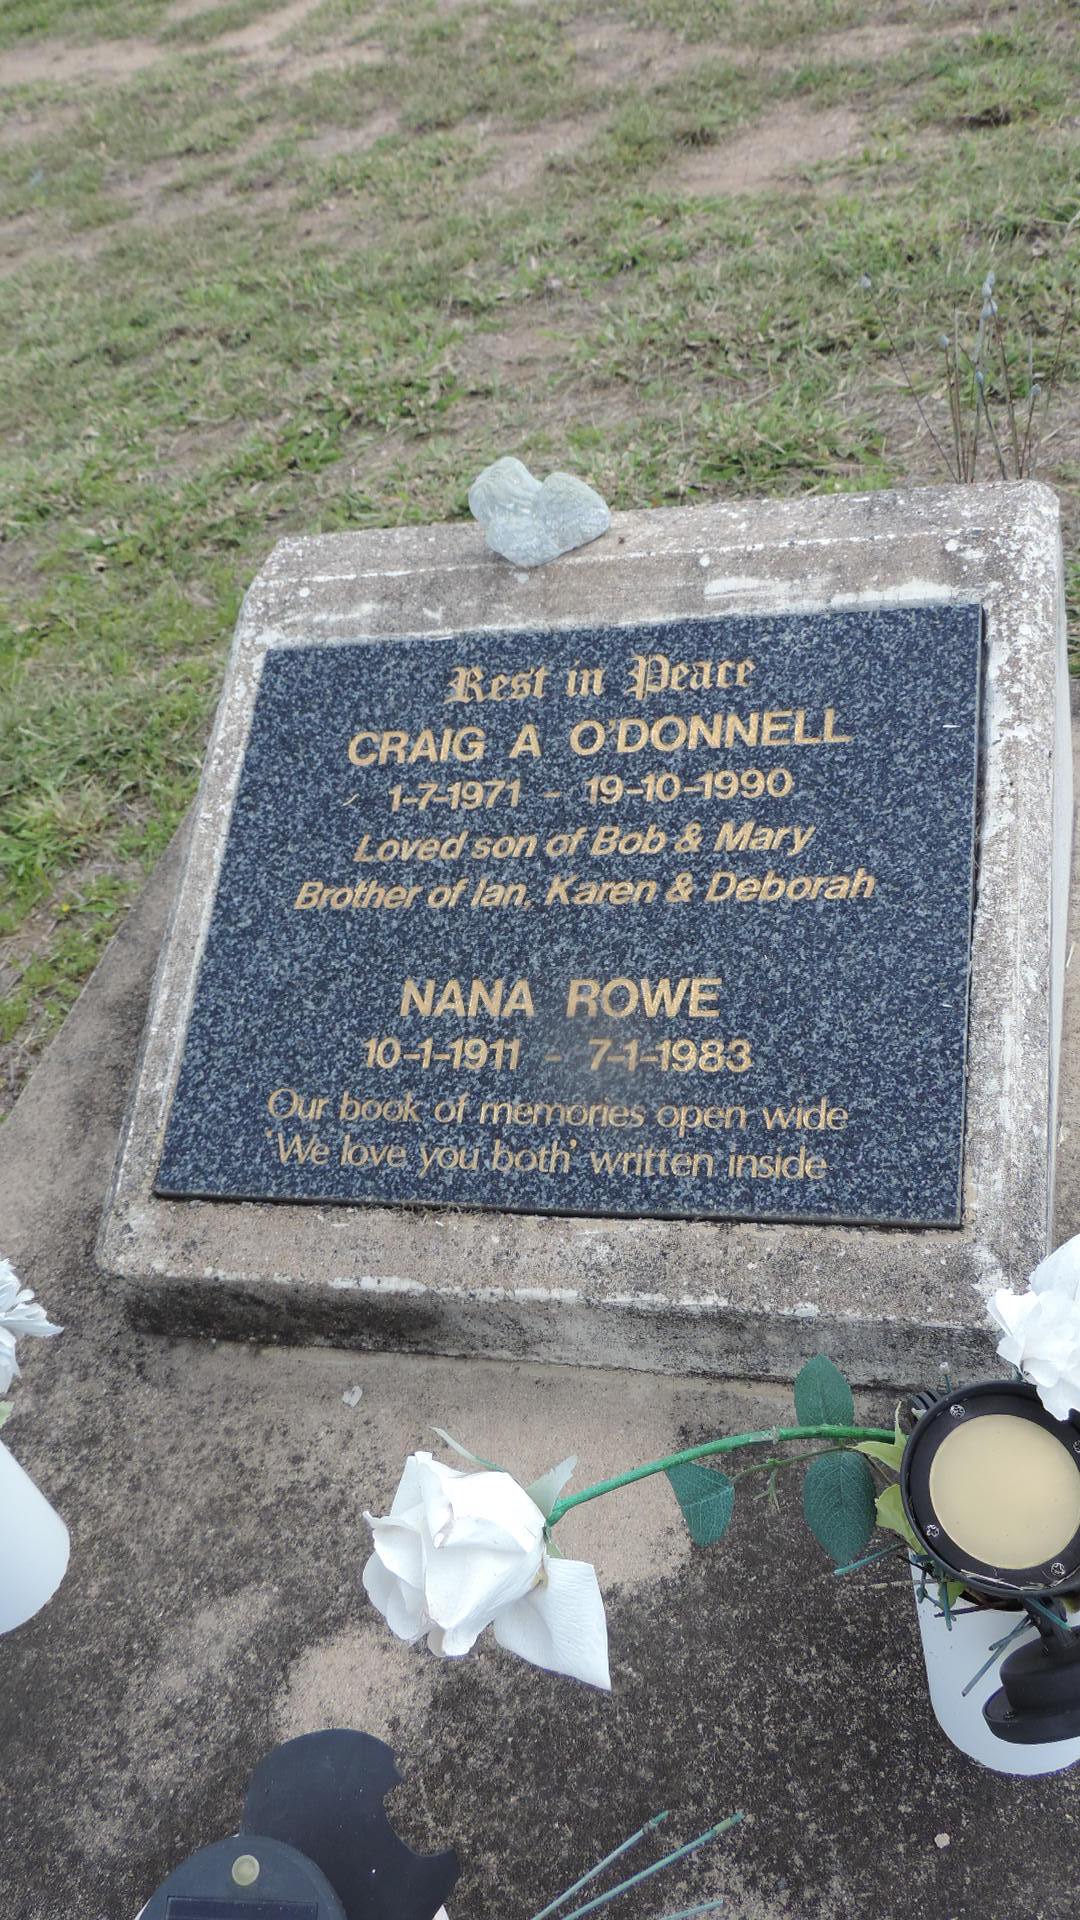 Rest in Peace
CRAIG A O'DONNELL
1-7-1971 - 19-10-1990
Loved son of Bob & Mary
Brother of Ian, Karen & Deborah
NANA ROWE
10-1-1911 - 7-1-1983
Our book of memories open wide
'We love you both' written inside